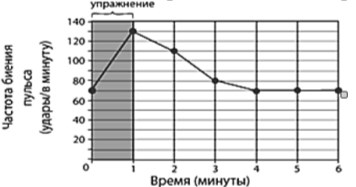 упражнение
140
120
100
80
60
40
20
0 1 2 3 4 5 6
Частота биения
пульса
(удары/в минуту)
Время (минуты)